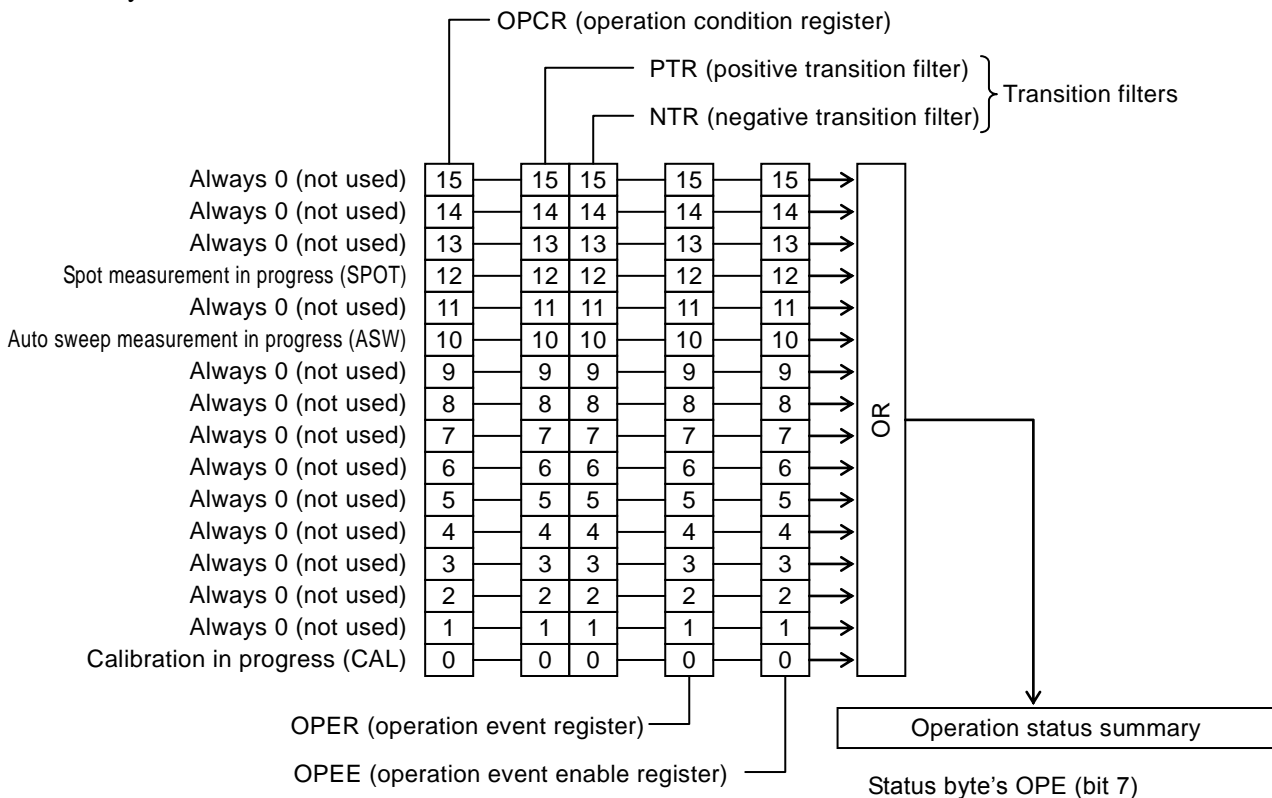 OPCR (operation condition register)
PTR (positive transition filter)
Transition filters
NTR (negative transition filter)
Always 0 (not used) 15 15 15 15 15
Always 0 (not used) 14 14 14 14 14
Always 0 (not used) 13 13 13 13 13
Spot measurement in progress (SPOT) 12 12 12 12 12
Always 0 (not used) 11 11 11 11 11
Auto sweep measurement in progress (ASW) 10 10 10 10 10
Always 0 (not used) 9 9 9 9 9
Always 0 (not used) 8 8 8 8 8
Always 0 (not used) 7 7 7 7 7
Always 0 (not used) 6 6 6 6 6
Always 0 (not used) 5 5 5 5 5
Always 0 (not used) 4 4 4 4 4
Always 0 (not used) 3 3 3 3 3
Always 0 (not used) 2 2 2 2 2
Always 0 (not used) 1 1 1 1 1
Calibration in progress (CAL) 0 0 0 0 0
OR
OPER (operation event register)
Operation status summary
OPEE (operation event enable register)
Status byte's OPE (bit 7)